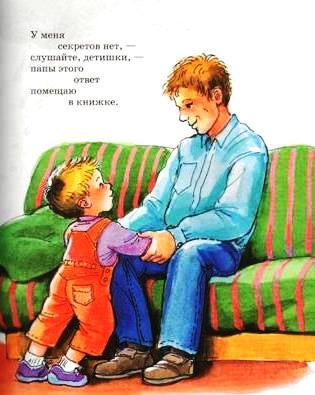 У меня
секретов нет, —
слушайте, детишки, —
папы этого
ответ
помещаю
в книжке.